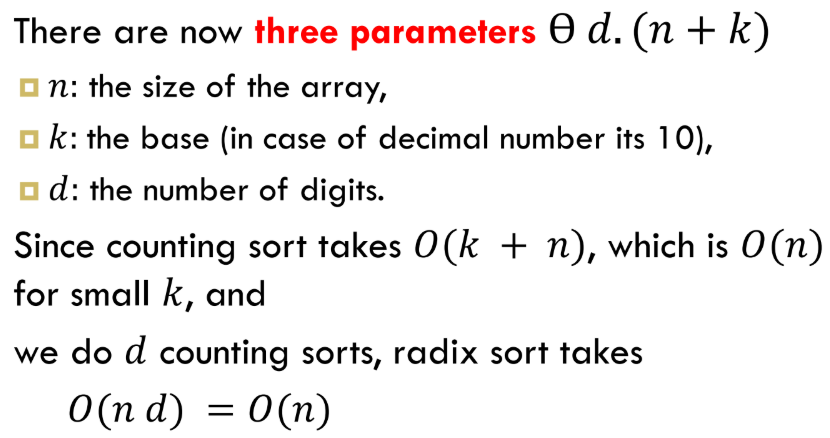 There are now three parameters Θ d.(n + k)
n: the size of the array,
k: the base (in case of decimal number its 10),
d: the number of digits.
Since counting sort takes O(k + n), which is O(n)
for small k, and
we do d counting sorts, radix sort takes
O(n d) = O(n)